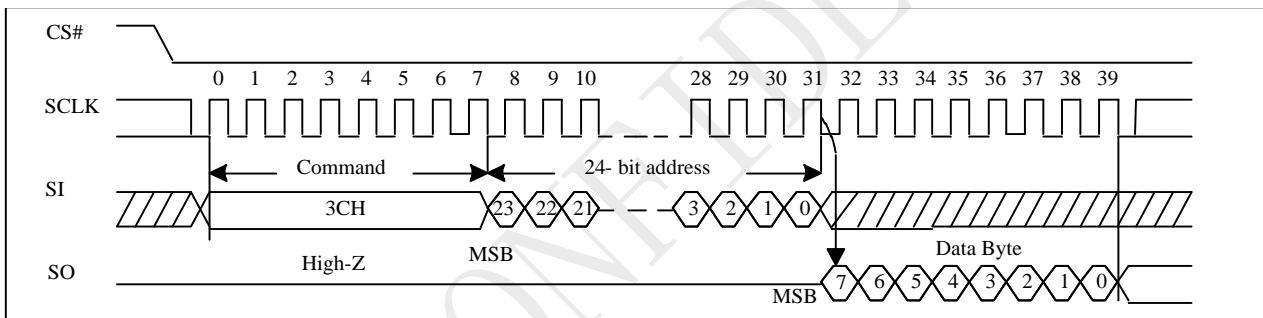 CS#
0 1 2 3 4 5 6 7 8 9 10 28 29 30 31 32 33 34 35 36 37 38 39
SCLK
Command 24- bit address
SI
3CH 23 22 21 3 2 1 0
MSB Data Byte
SO High-Z
MSB 7 6 5 4 3 2 1 0